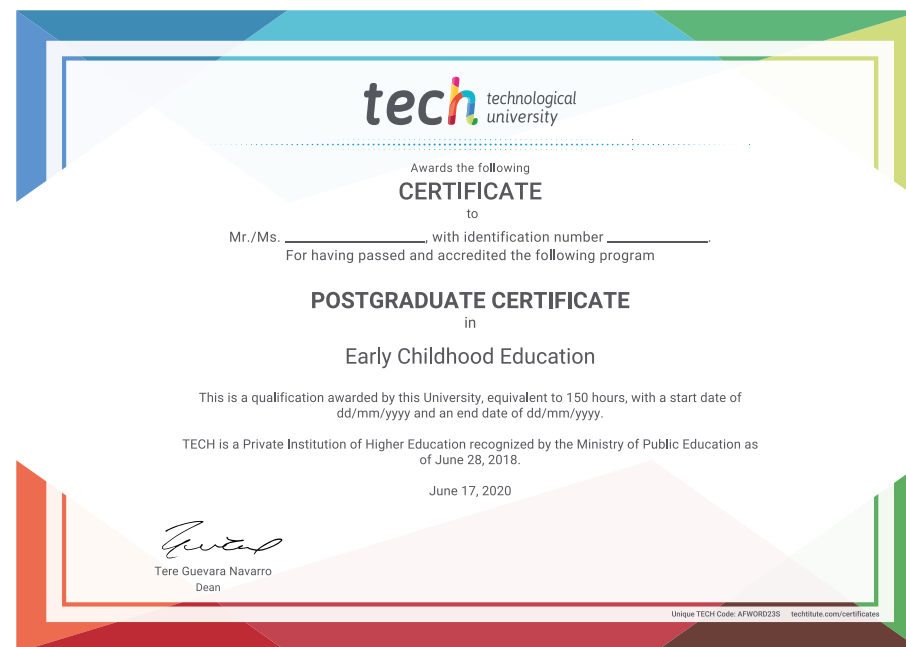 tech technological
university
Awards the following
CERTIFICATE
to
Mr./Ms. ____________________, with identification number ______________.
For having passed and accredited the following program
POSTGRADUATE CERTIFICATE
in
Early Childhood Education
This is a qualification awarded by this University, equivalent to 150 hours, with a start date of
dd/mm/yyyy and an end date of dd/mm/yyyy.
TECH is a Private Institution of Higher Education recognized by the Ministry of Public Education as
of June 28, 2018.
June 17, 2020
Tere Guevara Navarro
Dean
Unique TECH Code: AFWORD23S techtitute.com/certificates